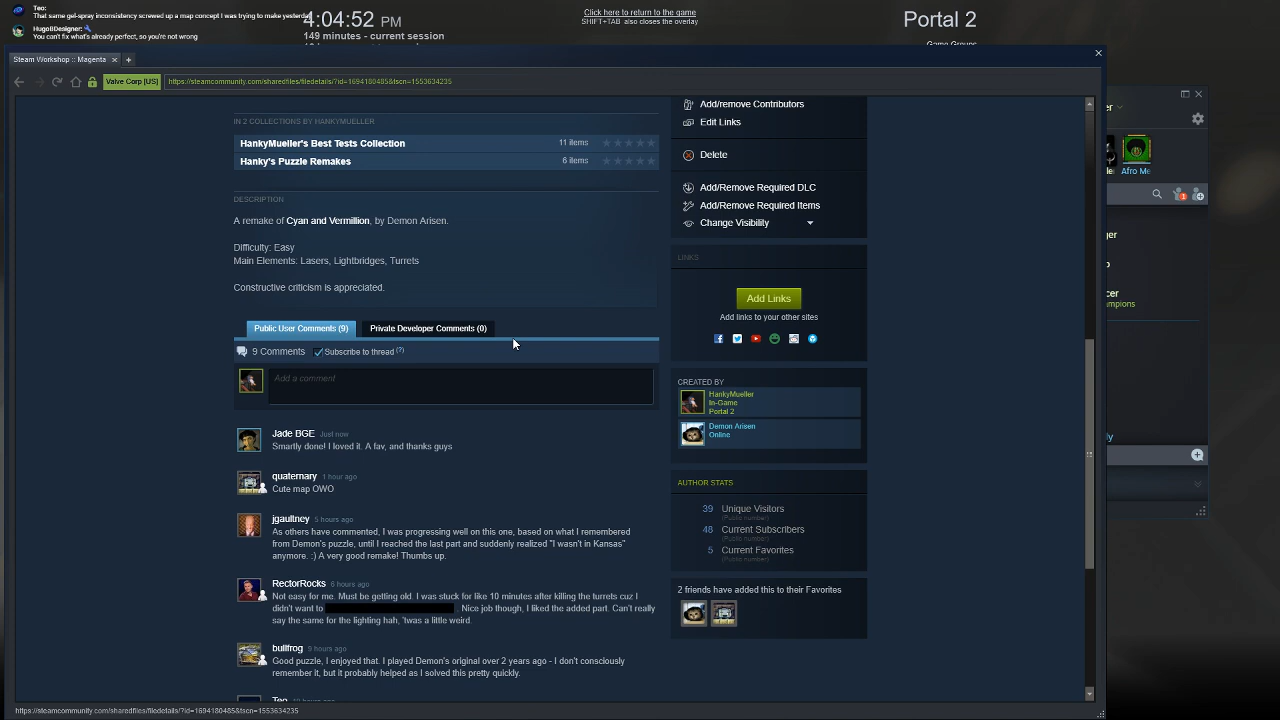 Teo:
That same gel-spray inconsistency screwed up a map concept I was trying to make yesterday
HugoBDesigner:
You can't fix what's already perfect, so you're not wrong
4:04:52 PM
149 minutes - current session
Click here to return to the game
SHIFT+TAB also closes the overlay
Portal 2
Game Groups
Steam Workshop :: Magenta
Valve Corp [US]
https://steamcommunity.com/sharedfiles/filedetails/?id=1694180485&tscn=1553634235
IN 2 COLLECTIONS BY HANKYMUELLER
HankyMueller's Best Tests Collection 11 items
Hanky's Puzzle Remakes 6 items
DESCRIPTION
A remake of Cyan and Vermillion, by Demon Arisen.
Difficulty: Easy
Main Elements: Lasers, Lightbridges, Turrets
Constructive criticism is appreciated.
Public User Comments (9) Private Developer Comments (0)
9 Comments Subscribe to thread (?)
Add a comment
Jade BGE Just now
Smartly done! I loved it. A fav, and thanks guys
quaternary 1 hour ago
Cute map OWO
jgaultney 5 hours ago
As others have commented, I was progressing well on this one, based on what I remembered
from Demon's puzzle, until I reached the last part and suddenly realized "I wasn't in Kansas"
anymore. :) A very good remake! Thumbs up.
RectorRocks 6 hours ago
Not easy for me. Must be getting old. I was stuck for like 10 minutes after killing the turrets cuz I
didn't want to . Nice job though, I liked the added part. Can't really
say the same for the lighting hah, 'twas a little weird.
bullfrog 9 hours ago
Good puzzle, I enjoyed that. I played Demon's original over 2 years ago - I don't consciously
remember it, but it probably helped as I solved this pretty quickly.
Teo
Add/remove Contributors
Edit Links
Delete
Add/Remove Required DLC
Add/Remove Required Items
Change Visibility
LINKS
Add Links
Add links to your other sites
CREATED BY
HankyMueller
In-Game
Portal 2
Demon Arisen
Online
AUTHOR STATS
39 Unique Visitors
(Public number)
48 Current Subscribers
(Public number)
5 Current Favorites
(Public number)
2 friends have added this to their Favorites
Afro Me
1
https://steamcommunity.com/sharedfiles/filedetails/?id=1694180485&tscn=1553634235